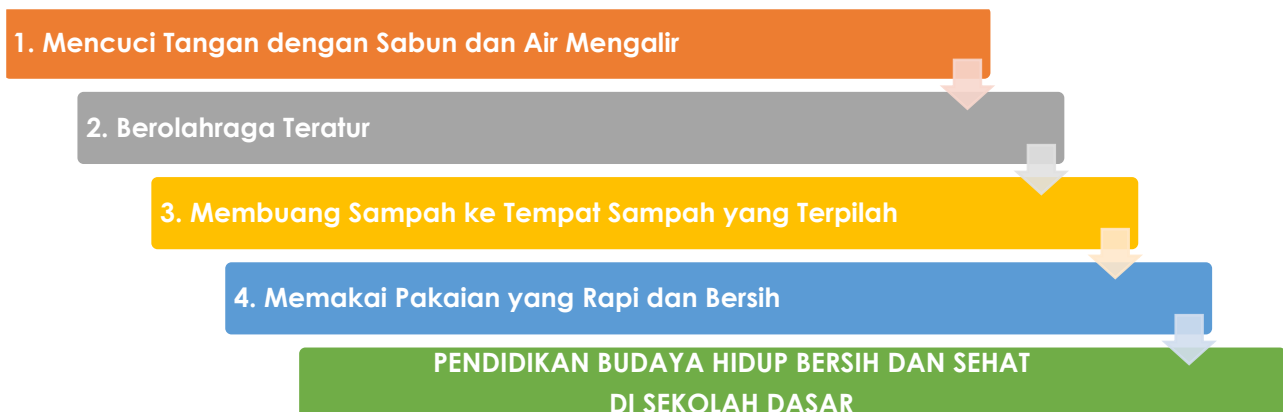 1. Mencuci Tangan dengan Sabun dan Air Mengalir
2. Berolahraga Teratur
3. Membuang Sampah ke Tempat Sampah yang Terpilah
4. Memakai Pakaian yang Rapi dan Bersih
PENDIDIKAN BUDAYA HIDUP BERSIH DAN SEHAT
DI SEKOLAH DASAR